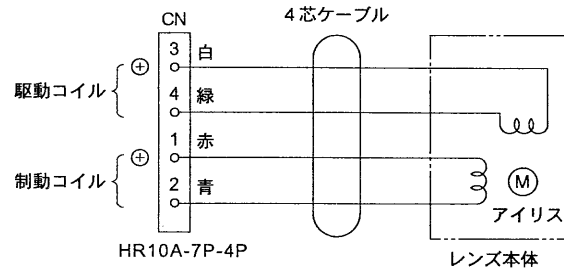 CN
4芯ケーブル
3
白
駆動コイル
⊕
4
緑
1
赤
制動コイル
⊕
2
青
M
アイリス
HR10A-7P-4P
レンズ本体